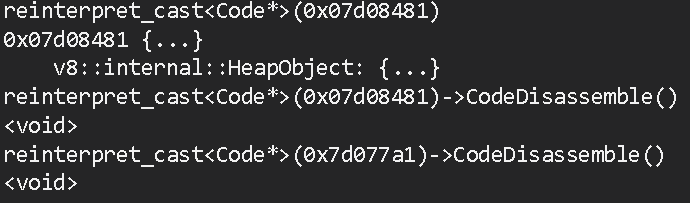 reinterpret_cast<Code*>(0x07d08481)
0x07d08481 {...}
    v8::internal::HeapObject: {...}
reinterpret_cast<Code*>(0x07d08481)->CodeDisassemble()
<void>
reinterpret_cast<Code*>(0x7d077a1)->CodeDisassemble()
<void>